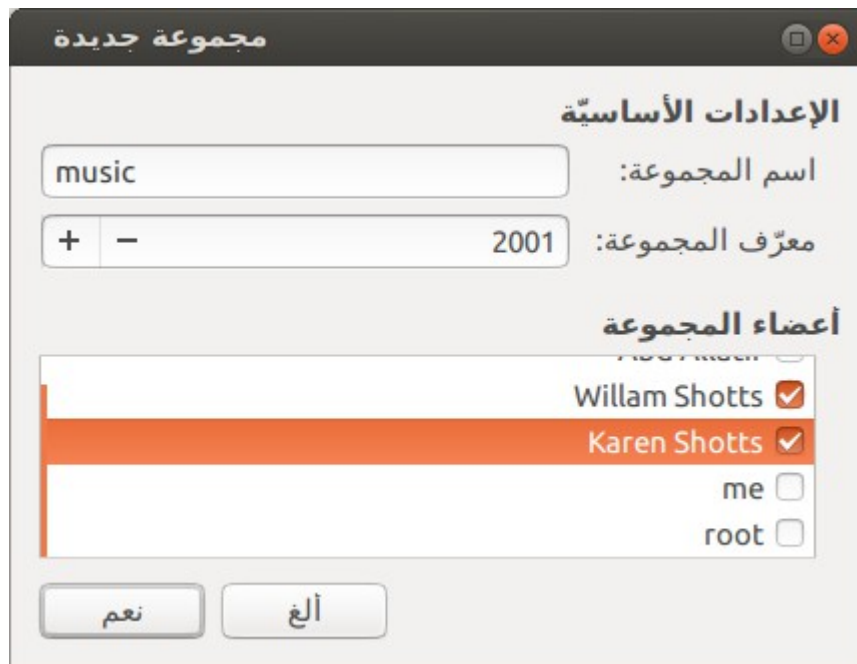 مجموعة جديدة
الإعدادات الأساسيّة
اسم المجموعة: music
معرّف المجموعة: 2001 − +
أعضاء المجموعة
Willam Shotts
Karen Shotts
me
root
ألغ نعم